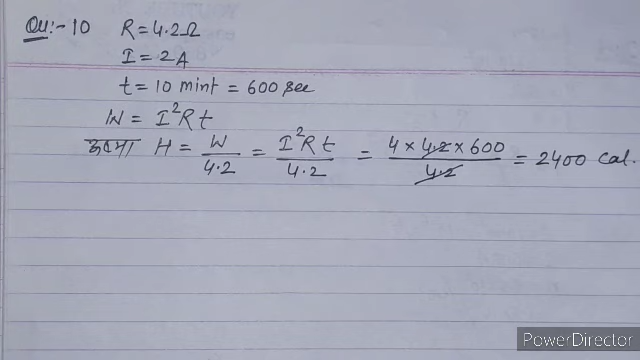 Qu:- 10 R = 4.2Ω
I = 2A
t = 10 mint = 600 sec
W = I²Rt
ऊष्मा H = W/4.2 = I²Rt/4.2 = 4 × 4.2 × 600/4.2 = 2400 cal.
PowerDirector